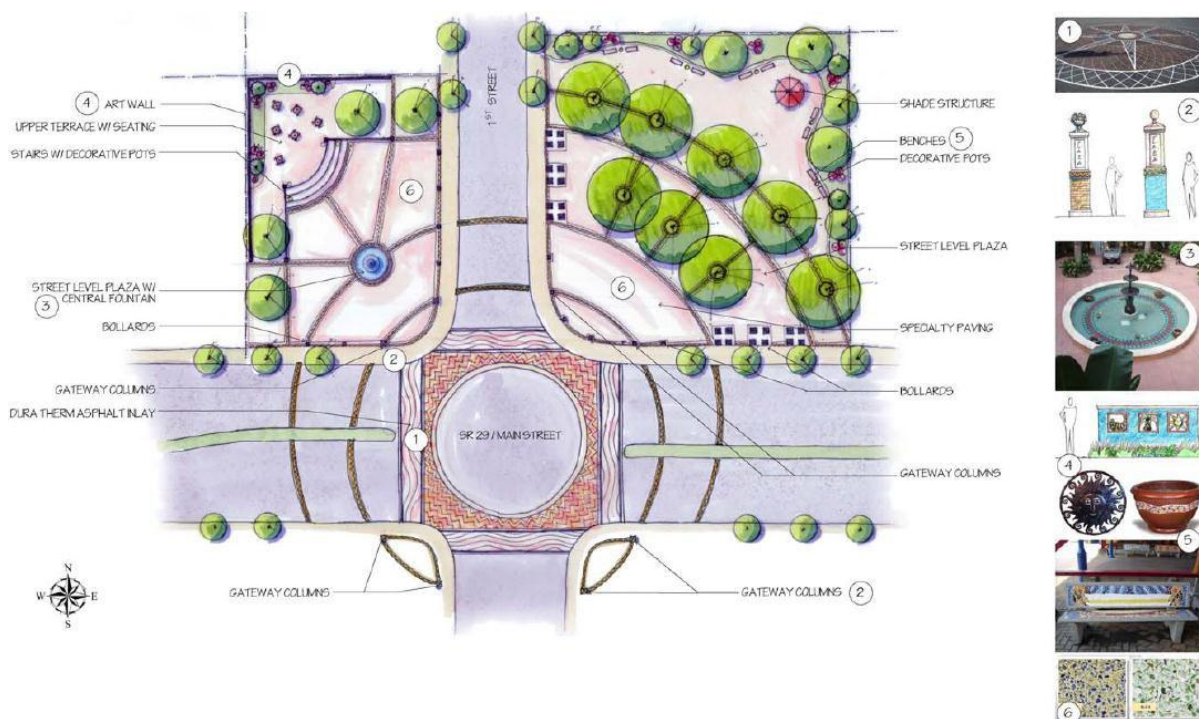 4
4 ART WALL
UPPER TERRACE W/ SEATING
STAIRS W/ DECORATIVE POTS
6
STREET LEVEL PLAZA W/
3 CENTRAL FOUNTAIN
BOLLARDS
2
GATEWAY COLUMNS
DURA THERM ASPHALT INLAY
1
SR 29 / MAIN STREET
1ST STREET
SHADE STRUCTURE
BENCHES 5
DECORATIVE POTS
STREET LEVEL PLAZA
6
SPECIALTY PAVING
BOLLARDS
GATEWAY COLUMNS
GATEWAY COLUMNS
GATEWAY COLUMNS 2
N
W E
S
1
2
PLAZA
PLAZA
3
4
5
6